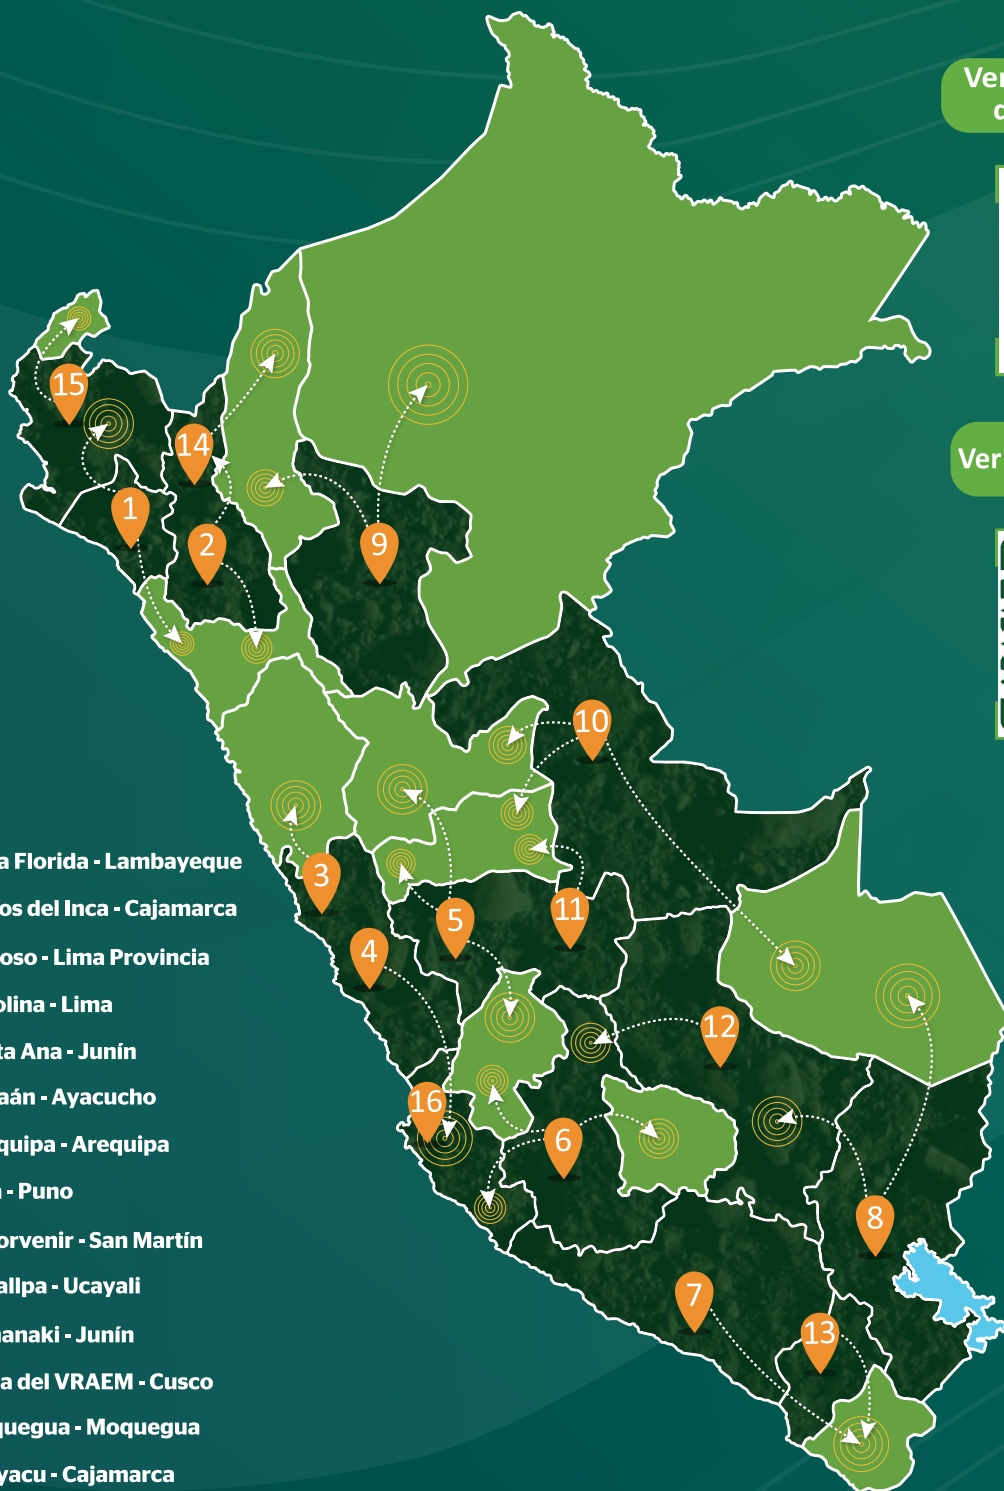 Ver
15
14
1
2
9
Ver
10
3
4
5
11
12
16
6
8
7
13
a Florida - Lambayeque
os del Inca - Cajamarca
oso - Lima Provincia
olina - Lima
ta Ana - Junín
aán - Ayacucho
quipa - Arequipa
- Puno
orvenir - San Martín
allpa - Ucayali
anaki - Junín
a del VRAEM - Cusco
quegua - Moquegua
yacu - Cajamarca